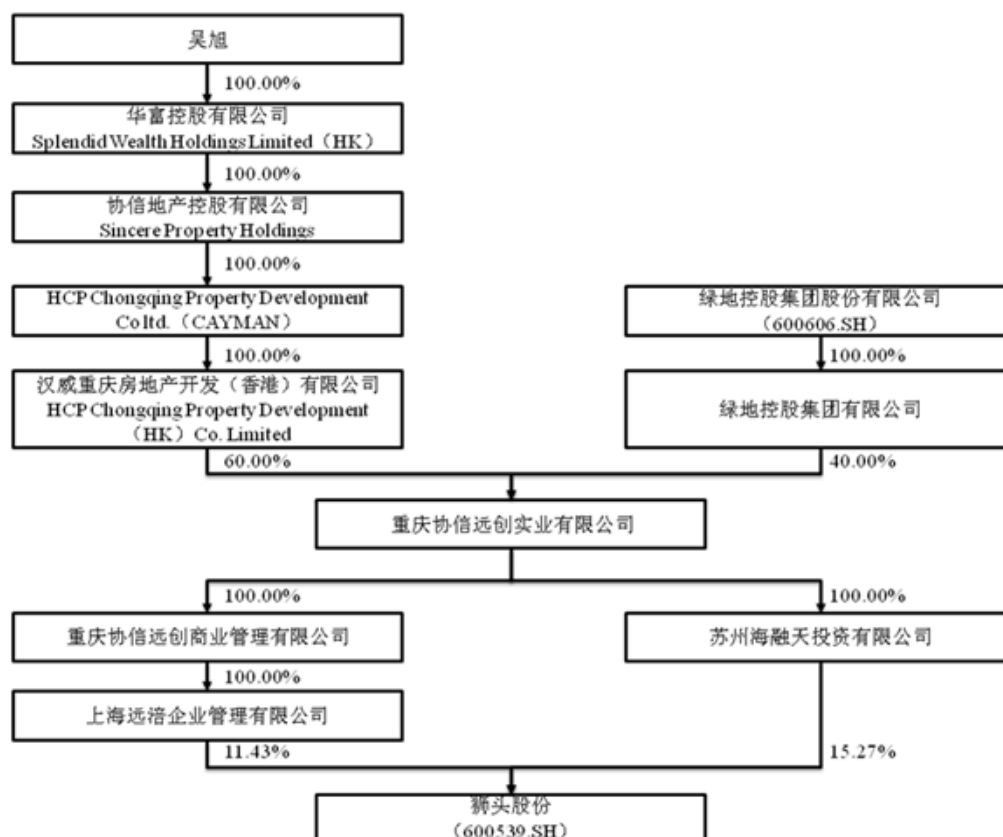 吴旭
100.00%
华富控股有限公司
Splendid Wealth Holdings Limited（HK）
100.00%
协信地产控股有限公司
Sincere Property Holdings
100.00%
HCP Chongqing Property Development
Co ltd.（CAYMAN）
绿地控股集团股份有限公司
（600606.SH）
100.00%
100.00%
汉威重庆房地产开发（香港）有限公司
HCP Chongqing Property Development
（HK）Co. Limited
绿地控股集团有限公司
60.00%
40.00%
重庆协信远创实业有限公司
100.00%
100.00%
重庆协信远创商业管理有限公司
苏州海融天投资有限公司
100.00%
上海远涪企业管理有限公司
11.43%
15.27%
狮头股份
（600539.SH）